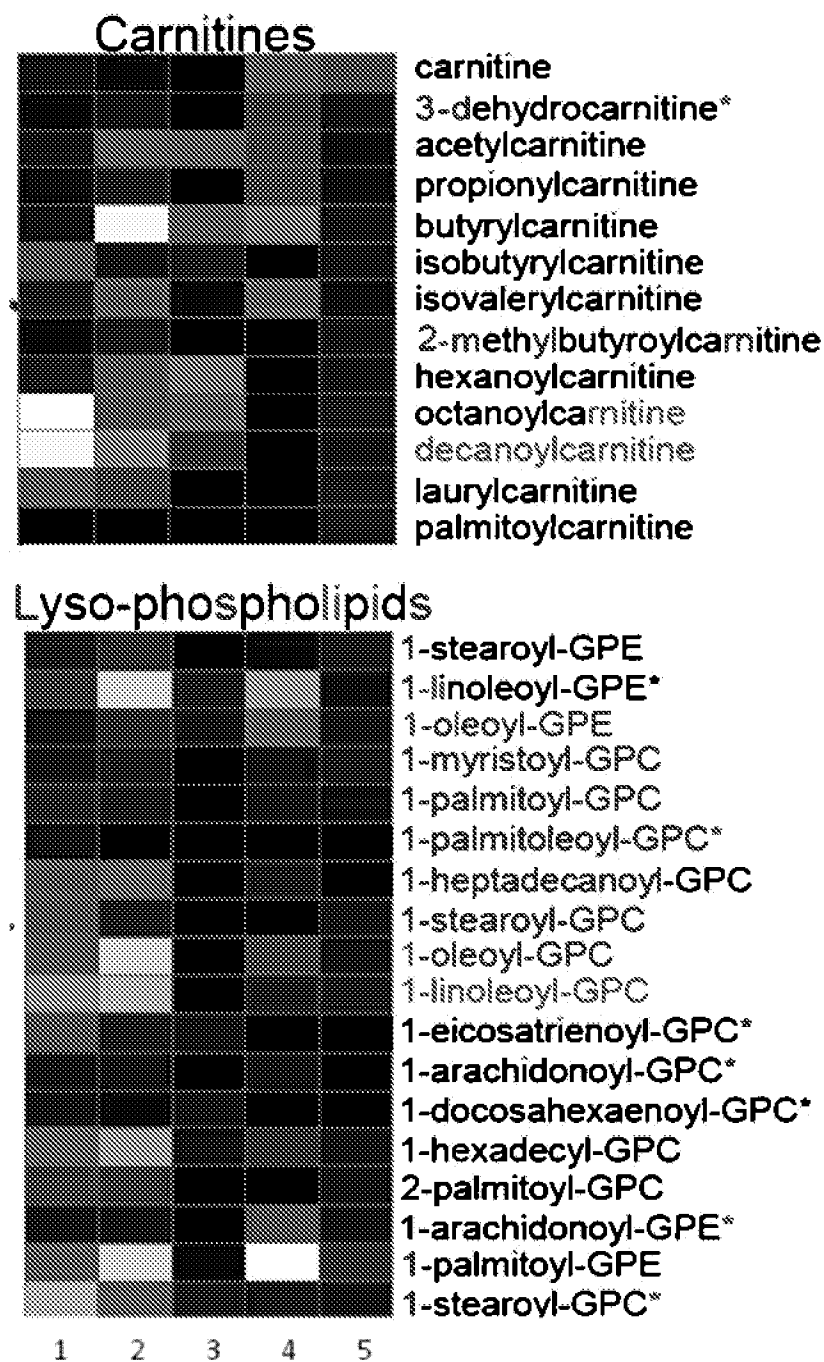 Carnitines
carnitine
3-dehydrocarnitine*
acetylcarnitine
propionylcarnitine
butyrylcarnitine
isobutyrylcarnitine
isovalerylcarnitine
2-methylbutyroylcarnitine
hexanoylcarnitine
octanoylcarnitine
decanoylcarnitine
laurylcarnitine
palmitoylcarnitine
Lyso-phospholipids
1-stearoyl-GPE
1-linoleoyl-GPE*
1-oleoyl-GPE
1-myristoyl-GPC
1-palmitoyl-GPC
1-palmitoleoyl-GPC*
1-heptadecanoyl-GPC
1-stearoyl-GPC
1-oleoyl-GPC
1-linoleoyl-GPC
1-eicosatrienoyl-GPC*
1-arachidonoyl-GPC*
1-docosahexaenoyl-GPC*
1-hexadecyl-GPC
2-palmitoyl-GPC
1-arachidonoyl-GPE*
1-palmitoyl-GPE
1-stearoyl-GPC*
1 2 3 4 5